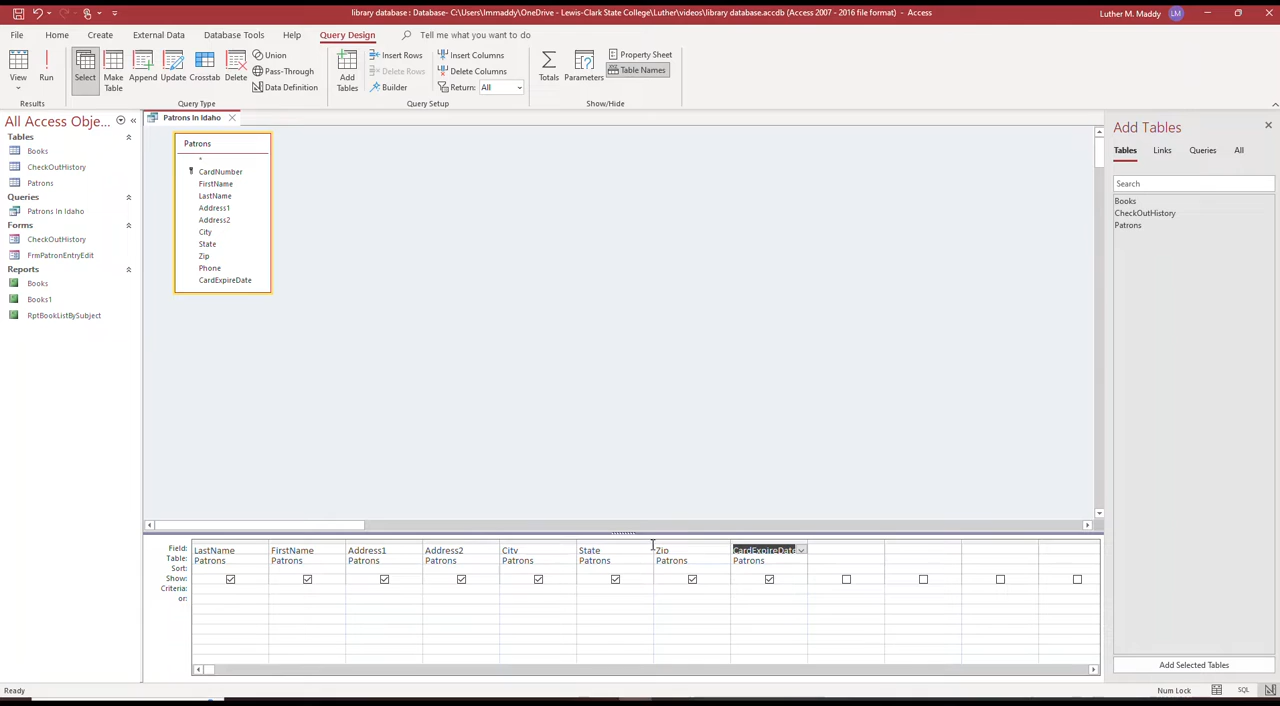 library database : Database- C:\Users\lmmaddy\OneDrive - Lewis-Clark State College\Luther\videos\library database.accdb (Access 2007 - 2016 file format) - Access
Luther M. Maddy LM
File Home Create External Data Database Tools Help Query Design Tell me what you want to do
View
Run
Select
Make Table
Append
Update
Crosstab
Delete
Union
Pass-Through
Data Definition
Add Tables
Insert Rows
Delete Rows
Builder
Insert Columns
Delete Columns
Return: All
Totals
Parameters
Property Sheet
Table Names
Results
Query Type
Query Setup
Show/Hide
All Access Obje...
Tables
Books
CheckOutHistory
Patrons
Queries
Patrons In Idaho
Forms
CheckOutHistory
FrmPatronEntryEdit
Reports
Books
Books1
RptBookListBySubject
Patrons In Idaho
Patrons
*
CardNumber
FirstName
LastName
Address1
Address2
City
State
Zip
Phone
CardExpireDate
Field: LastName FirstName Address1 Address2 City State Zip CardExpireDate
Table: Patrons Patrons Patrons Patrons Patrons Patrons Patrons Patrons
Sort:
Show:
Criteria:
or:
Add Tables
Tables Links Queries All
Search
Books
CheckOutHistory
Patrons
Add Selected Tables
Ready
Num Lock
SQL